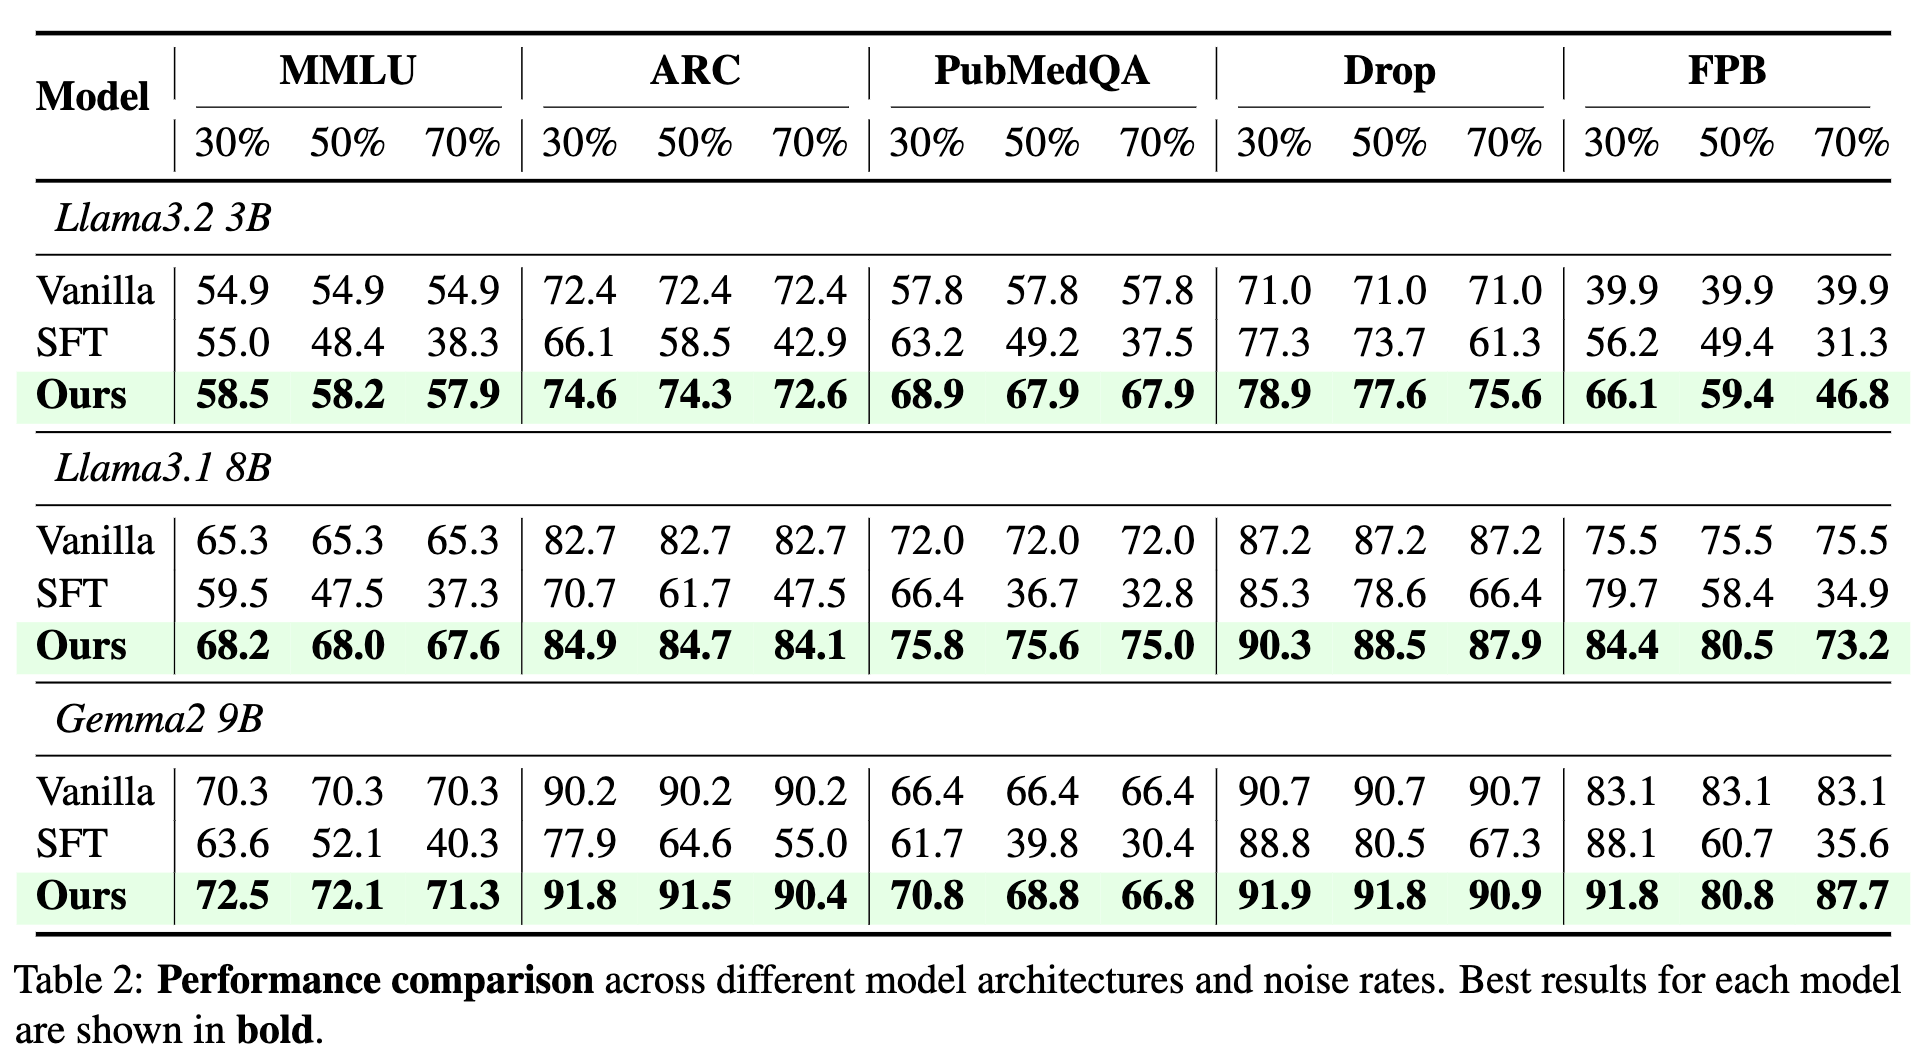 Model MMLU ARC PubMedQA Drop FPB
30% 50% 70% 30% 50% 70% 30% 50% 70% 30% 50% 70% 30% 50% 70%
Llama3.2 3B
Vanilla 54.9 54.9 54.9 72.4 72.4 72.4 57.8 57.8 57.8 71.0 71.0 71.0 39.9 39.9 39.9
SFT 55.0 48.4 38.3 66.1 58.5 42.9 63.2 49.2 37.5 77.3 73.7 61.3 56.2 49.4 31.3
Ours 58.5 58.2 57.9 74.6 74.3 72.6 68.9 67.9 67.9 78.9 77.6 75.6 66.1 59.4 46.8
Llama3.1 8B
Vanilla 65.3 65.3 65.3 82.7 82.7 82.7 72.0 72.0 72.0 87.2 87.2 87.2 75.5 75.5 75.5
SFT 59.5 47.5 37.3 70.7 61.7 47.5 66.4 36.7 32.8 85.3 78.6 66.4 79.7 58.4 34.9
Ours 68.2 68.0 67.6 84.9 84.7 84.1 75.8 75.6 75.0 90.3 88.5 87.9 84.4 80.5 73.2
Gemma2 9B
Vanilla 70.3 70.3 70.3 90.2 90.2 90.2 66.4 66.4 66.4 90.7 90.7 90.7 83.1 83.1 83.1
SFT 63.6 52.1 40.3 77.9 64.6 55.0 61.7 39.8 30.4 88.8 80.5 67.3 88.1 60.7 35.6
Ours 72.5 72.1 71.3 91.8 91.5 90.4 70.8 68.8 66.8 91.9 91.8 90.9 91.8 80.8 87.7
Table 2: Performance comparison across different model architectures and noise rates. Best results for each model
are shown in bold.